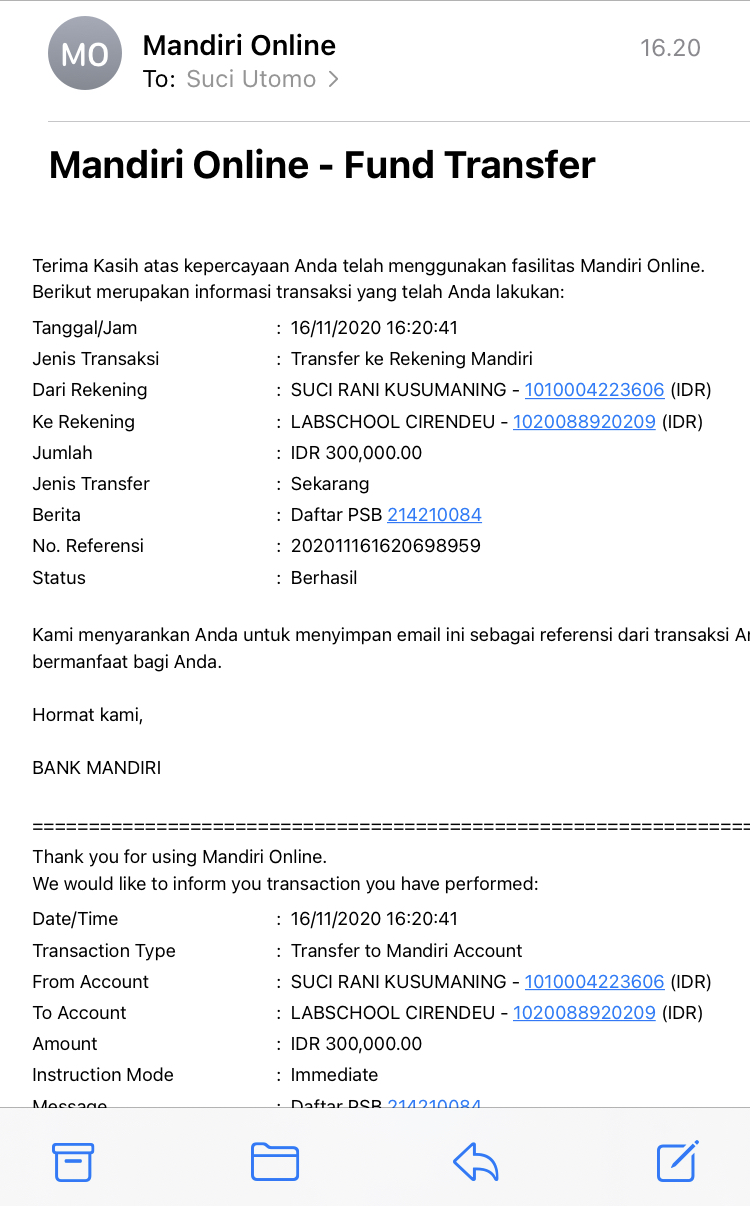 MO
Mandiri Online
16.20
To: Suci Utomo >
Mandiri Online - Fund Transfer
Terima Kasih atas kepercayaan Anda telah menggunakan fasilitas Mandiri Online.
Berikut merupakan informasi transaksi yang telah Anda lakukan:
Tanggal/Jam : 16/11/2020 16:20:41
Jenis Transaksi : Transfer ke Rekening Mandiri
Dari Rekening : SUCI RANI KUSUMANING - 1010004223606 (IDR)
Ke Rekening : LABSCHOOL CIRENDEU - 1020088920209 (IDR)
Jumlah : IDR 300,000.00
Jenis Transfer : Sekarang
Berita : Daftar PSB 214210084
No. Referensi : 202011161620698959
Status : Berhasil
Kami menyarankan Anda untuk menyimpan email ini sebagai referensi dari transaksi
bermanfaat bagi Anda.
Hormat kami,
BANK MANDIRI
================================================================
Thank you for using Mandiri Online.
We would like to inform you transaction you have performed:
Date/Time : 16/11/2020 16:20:41
Transaction Type : Transfer to Mandiri Account
From Account : SUCI RANI KUSUMANING - 1010004223606 (IDR)
To Account : LABSCHOOL CIRENDEU - 1020088920209 (IDR)
Amount : IDR 300,000.00
Instruction Mode : Immediate
Message : Daftar PSB 214210084